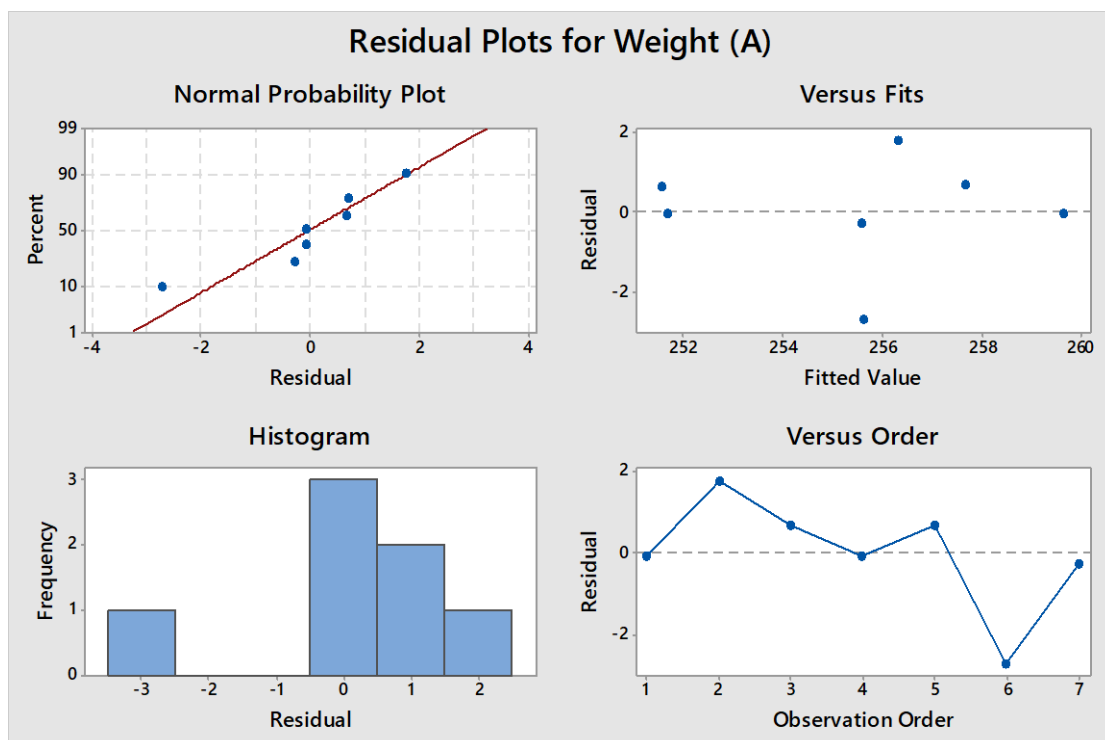 Residual Plots for Weight (A)
Normal Probability Plot
99
90
50
10
1
Percent
-4 -2 0 2 4
Residual
Versus Fits
2
0
-2
Residual
252 254 256 258 260
Fitted Value
Histogram
3
2
1
0
Frequency
-3 -2 -1 0 1 2
Residual
Versus Order
2
0
-2
Residual
1 2 3 4 5 6 7
Observation Order